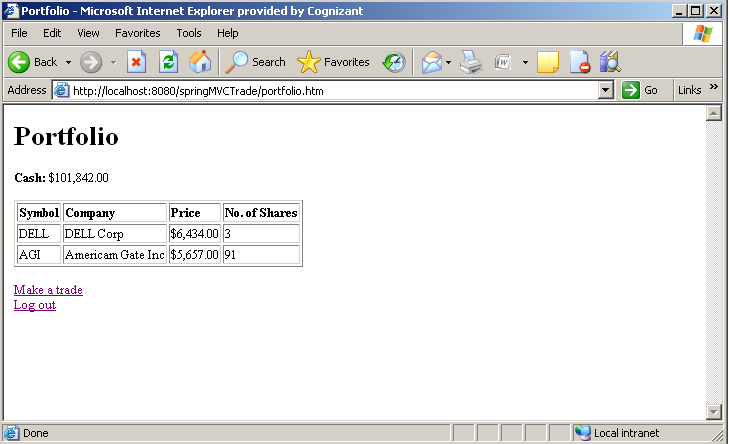 Portfolio - Microsoft Internet Explorer provided by Cognizant
File Edit View Favorites Tools Help
Back Search Favorites
Address http://localhost:8080/springMVCTrade/portfolio.htm Go Links »
Portfolio
Cash: $101,842.00
Symbol Company Price No. of Shares
DELL DELL Corp $6,434.00 3
AGI Americam Gate Inc $5,657.00 91
Make a trade
Log out
Done Local intranet